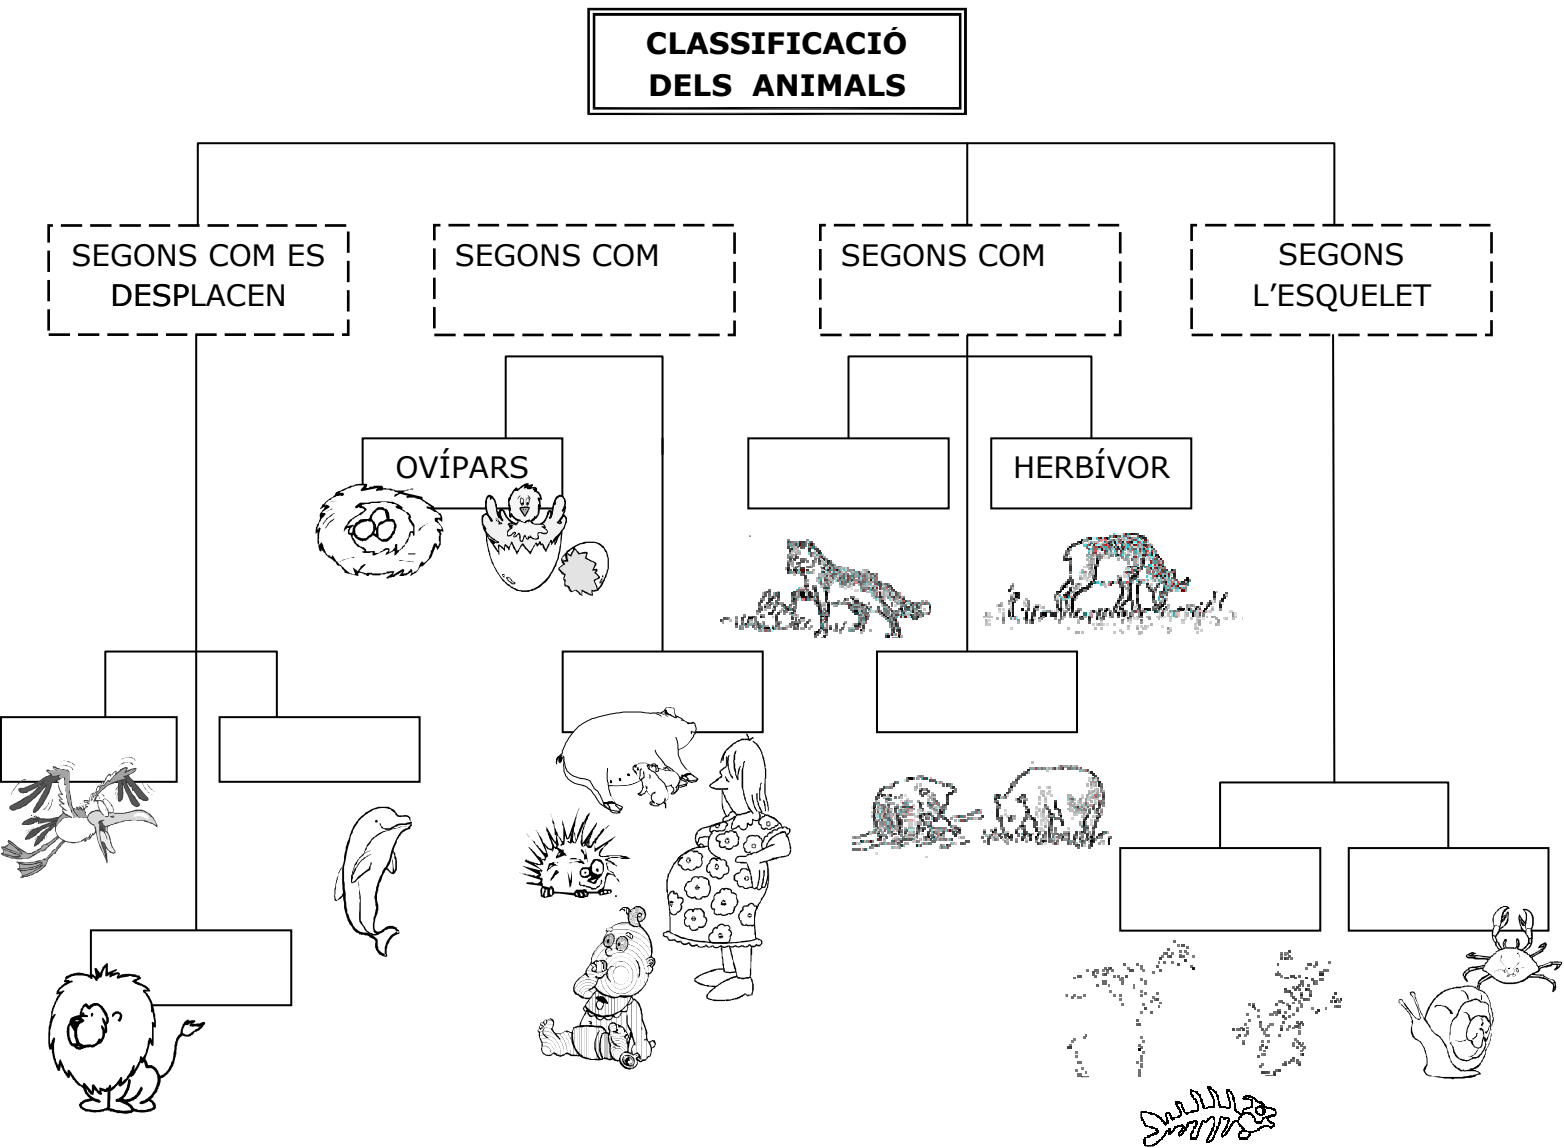 CLASSIFICACIÓ
DELS ANIMALS
SEGONS COM ES
DESPLACEN
SEGONS COM
SEGONS COM
SEGONS
L’ESQUELET
OVÍPARS
HERBÍVOR